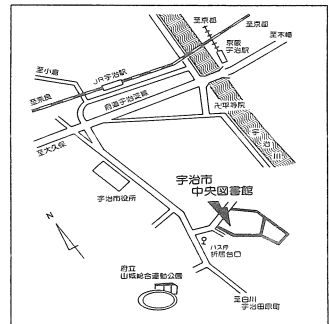 至京都
至京都
至木幡
京阪
宇治駅
至小倉
JR宇治駅
至奈良
府道宇治淀線
卍平等院
宇治川
至大久保
宇治市
中央図書館
宇治市役所
N
バス停
折居台口
府立
山城総合運動公園
至白川
宇治田原町